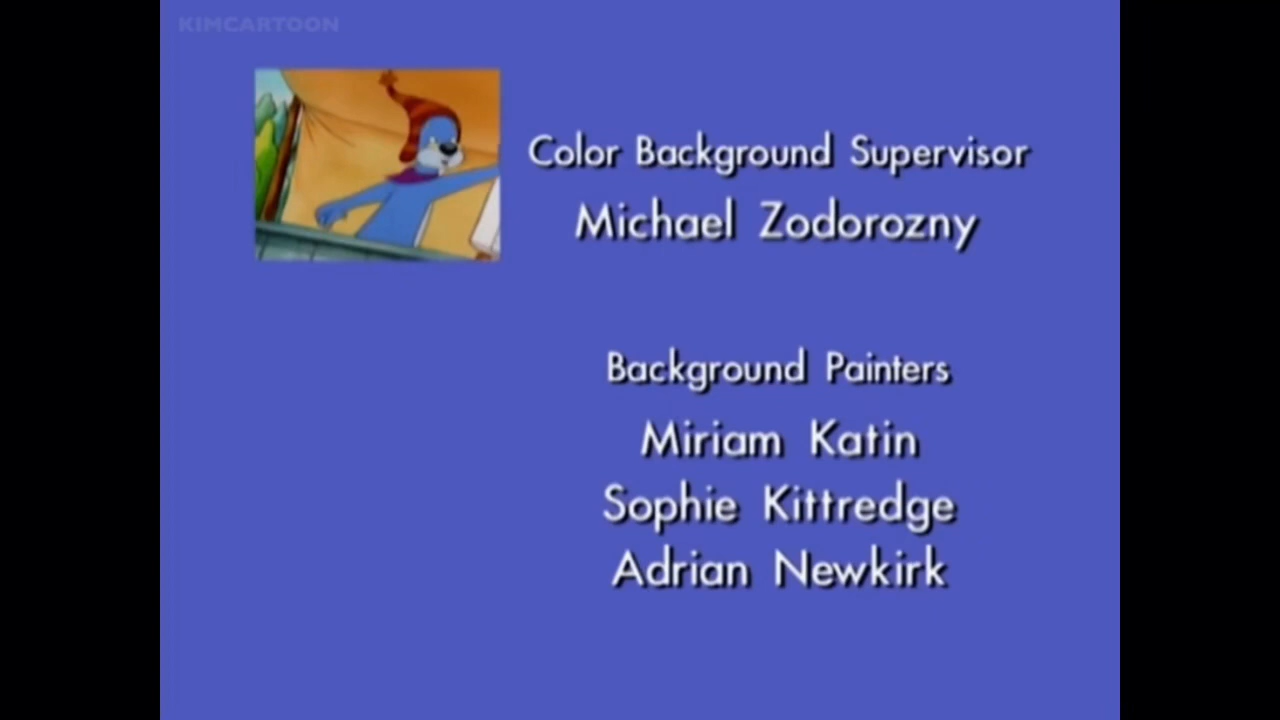 KIMCARTOON
Color Background Supervisor
Michael Zodorozny
Background Painters
Miriam Katin
Sophie Kittredge
Adrian Newkirk